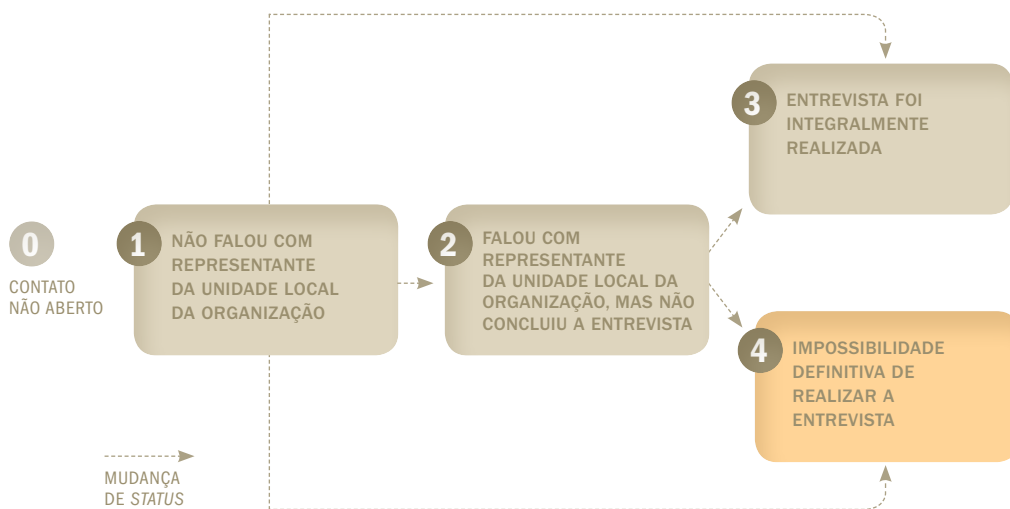 0
CONTATO
NÃO ABERTO
1
NÃO FALOU COM
REPRESENTANTE
DA UNIDADE LOCAL
DA ORGANIZAÇÃO
2
FALOU COM
REPRESENTANTE
DA UNIDADE LOCAL DA
ORGANIZAÇÃO, MAS NÃO
CONCLUIU A ENTREVISTA
3
ENTREVISTA FOI
INTEGRALMENTE
REALIZADA
4
IMPOSSIBILIDADE
DEFINITIVA DE
REALIZAR A
ENTREVISTA
MUDANÇA
DE STATUS